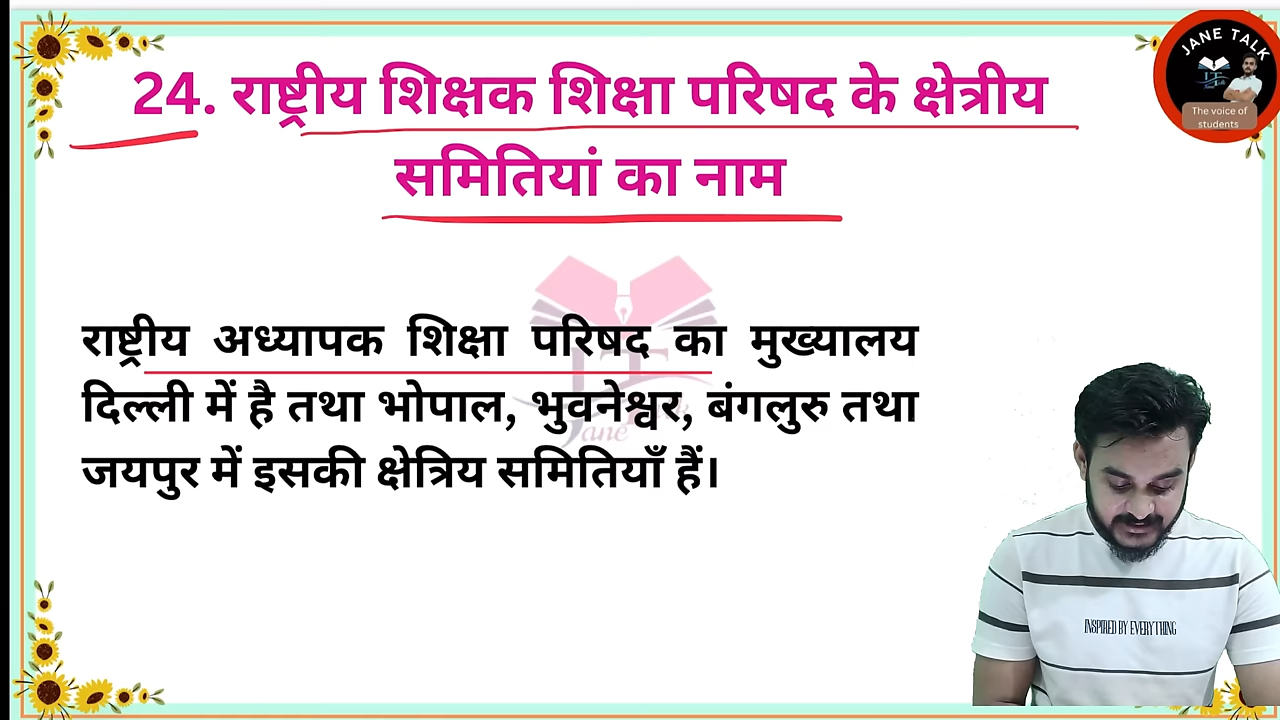 24. राष्ट्रीय शिक्षक शिक्षा परिषद के क्षेत्रीय
समितियां का नाम
राष्ट्रीय अध्यापक शिक्षा परिषद का मुख्यालय
दिल्ली में है तथा भोपाल, भुवनेश्वर, बंगलुरु तथा
जयपुर में इसकी क्षेत्रिय समितियाँ हैं।
JANE TALK
The voice of
students
INSPIRED BY EVERYTHING